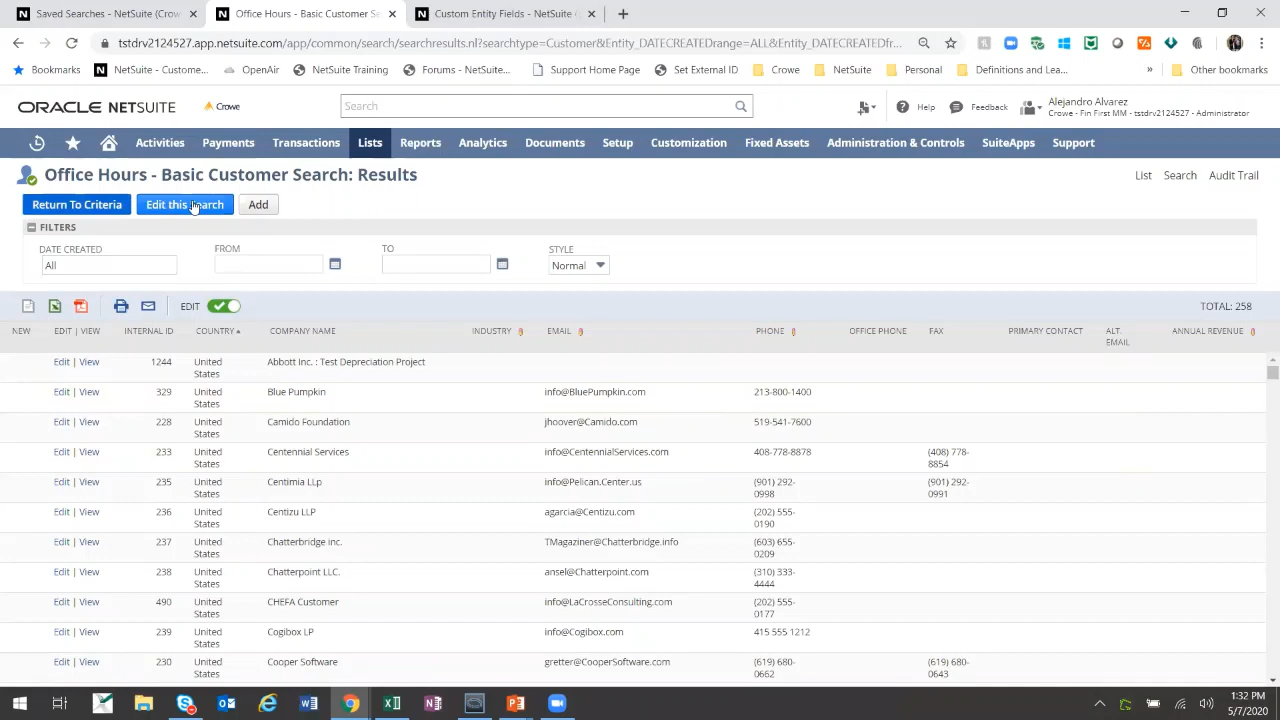 Saved Searches - NetSuite (Crow
Office Hours - Basic Customer Se
Custom Entity Fields - NetSuite (
tstdrv2124527.app.netsuite.com/app/common/search/searchresults.nl?searchtype=Customer&Entity_DATECREATEDrange=ALL&Entity_DATECREATEDfr...
Bookmarks
NetSuite - Custome...
OpenAir
NetSuite Training
Forums - NetSuite...
Support Home Page
Set External ID
Crowe
NetSuite
Personal
Definitions and Lea...
»
Other bookmarks
ORACLE NETSUITE
Crowe
Search
Help
Feedback
Alejandro Alvarez
Crowe - Fin First MM - tstdrv2124527 - Administrator
Activities
Payments
Transactions
Lists
Reports
Analytics
Documents
Setup
Customization
Fixed Assets
Administration & Controls
SuiteApps
Support
Office Hours - Basic Customer Search: Results
List
Search
Audit Trail
Return To Criteria
Edit this Search
Add
FILTERS
DATE CREATED
FROM
TO
STYLE
All
Normal
EDIT
TOTAL: 258
NEW EDIT | VIEW INTERNAL ID COUNTRY COMPANY NAME INDUSTRY EMAIL PHONE OFFICE PHONE FAX PRIMARY CONTACT ALT. EMAIL ANNUAL REVENUE
Edit | View 1244 United States Abbott Inc. : Test Depreciation Project
Edit | View 329 United States Blue Pumpkin info@BluePumpkin.com 213-800-1400
Edit | View 228 United States Camido Foundation jhoover@Camido.com 519-541-7600
Edit | View 233 United States Centennial Services info@CentennialServices.com 408-778-8878 (408) 778-8854
Edit | View 235 United States Centimia LLp info@Pelican.Center.us (901) 292-0998 (901) 292-0991
Edit | View 236 United States Centizu LLP agarcia@Centizu.com (202) 555-0190
Edit | View 237 United States Chatterbridge inc. TMagaziner@Chatterbridge.info (603) 655-0209
Edit | View 238 United States Chatterpoint LLC. ansel@Chatterpoint.com (310) 333-4444
Edit | View 490 United States CHEFA Customer info@LaCrosseConsulting.com (202) 555-0177
Edit | View 239 United States Cogibox LP info@Cogibox.com 415 555 1212
Edit | View 230 United States Cooper Software gretter@CooperSoftware.com (619) 680-0662 (619) 680-0643
1:32 PM
5/7/2020